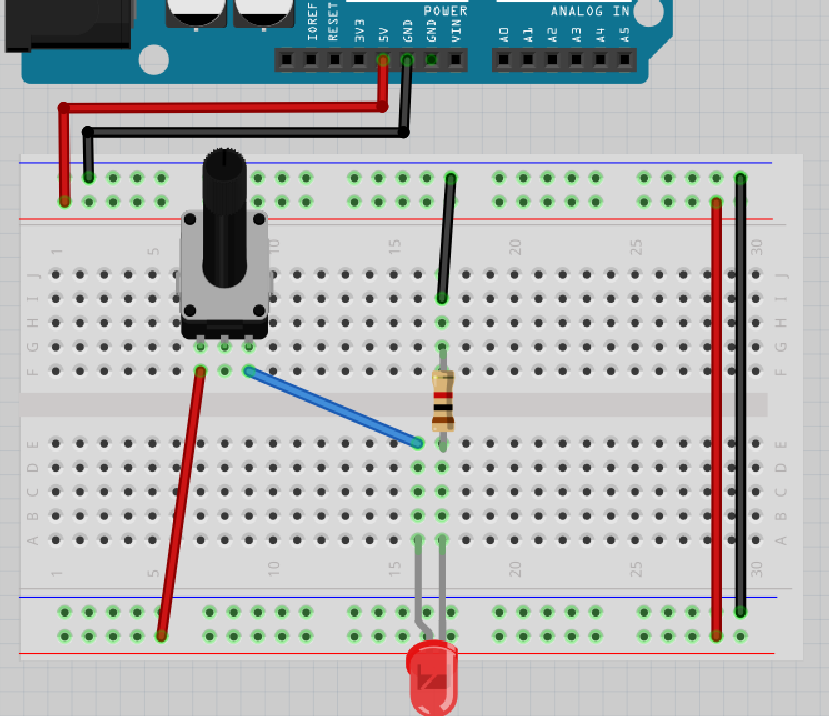 POWER ANALOG IN
IOREF RESET 3V3 5V GND GND VIN A0 A1 A2 A3 A4 A5
1 5 10 15 20 25 30
J J
I I
H H
G G
F F
E E
D D
C C
B B
A A
1 5 10 15 20 25 30